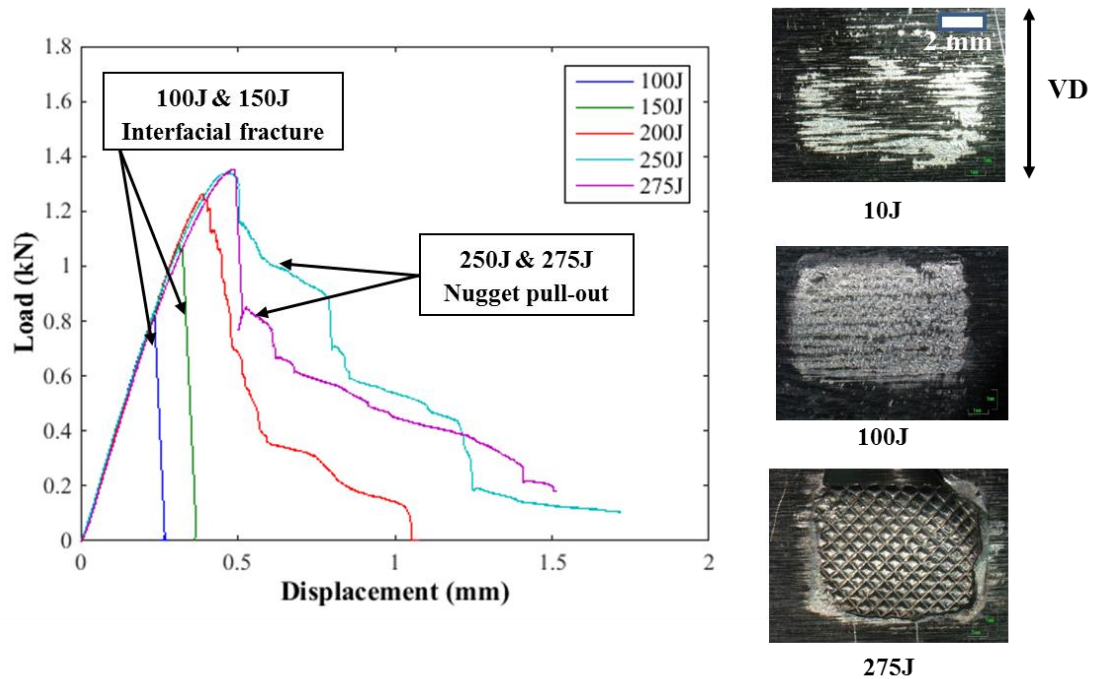 1.8
1.6
1.4
1.2
1
0.8
0.6
0.4
0.2
0
0
0.5
1
1.5
2
Load (kN)
Displacement (mm)
100J & 150J
Interfacial fracture
100J
150J
200J
250J
275J
250J & 275J
Nugget pull-out
2 mm
VD
10J
100J
275J